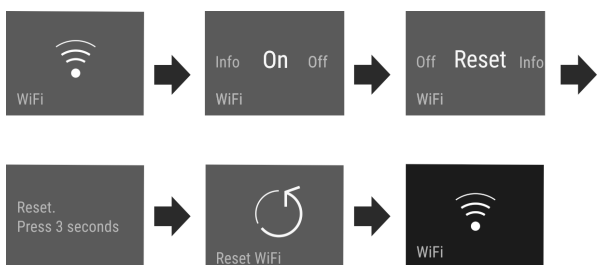 WiFi
Info On Off
WiFi
Off Reset Info
WiFi
Reset.
Press 3 seconds
Reset WiFi
WiFi